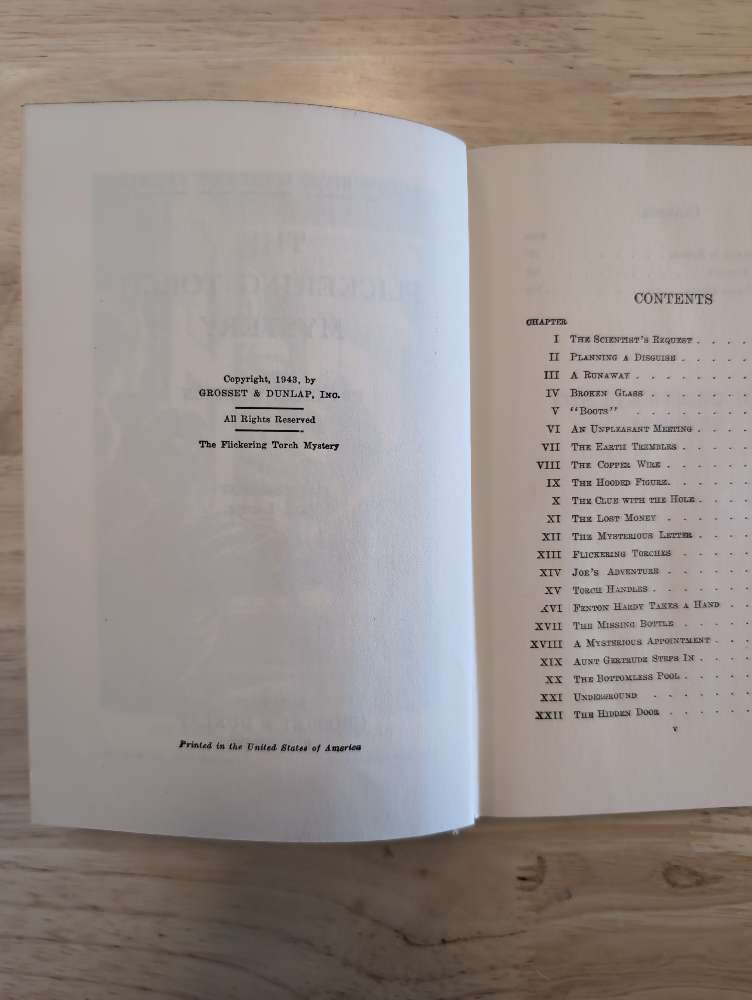 Copyright, 1943, by
GROSSET & DUNLAP, INC.
All Rights Reserved
The Flickering Torch Mystery
Printed in the United States of America
CONTENTS
CHAPTER
I THE SCIENTIST'S REQUEST . . . .
II PLANNING A DISGUISE . . . . .
III A RUNAWAY . . . . . . . .
IV BROKEN GLASS . . . . . . .
V "BOOTS" . . . . . . . .
VI AN UNPLEASANT MEETING . . . .
VII THE EARTH TREMBLES . . . . .
VIII THE COPPER WIRE . . . . . .
IX THE HOODED FIGURE . . . . . .
X THE CLUE WITH THE HOLE . . . .
XI THE LOST MONEY . . . . . .
XII THE MYSTERIOUS LETTER . . . .
XIII FLICKERING TORCHES . . . . .
XIV JOE'S ADVENTURE . . . . . .
XV TORCH HANDLES . . . . . . .
XVI FENTON HARDY TAKES A HAND . .
XVII THE MISSING BOTTLE . . . . .
XVIII A MYSTERIOUS APPOINTMENT . . .
XIX AUNT GERTRUDE STEPS IN . . . .
XX THE BOTTOMLESS POOL . . . . .
XXI UNDERGROUND . . . . . . .
XXII THE HIDDEN DOOR . . . . . .
v